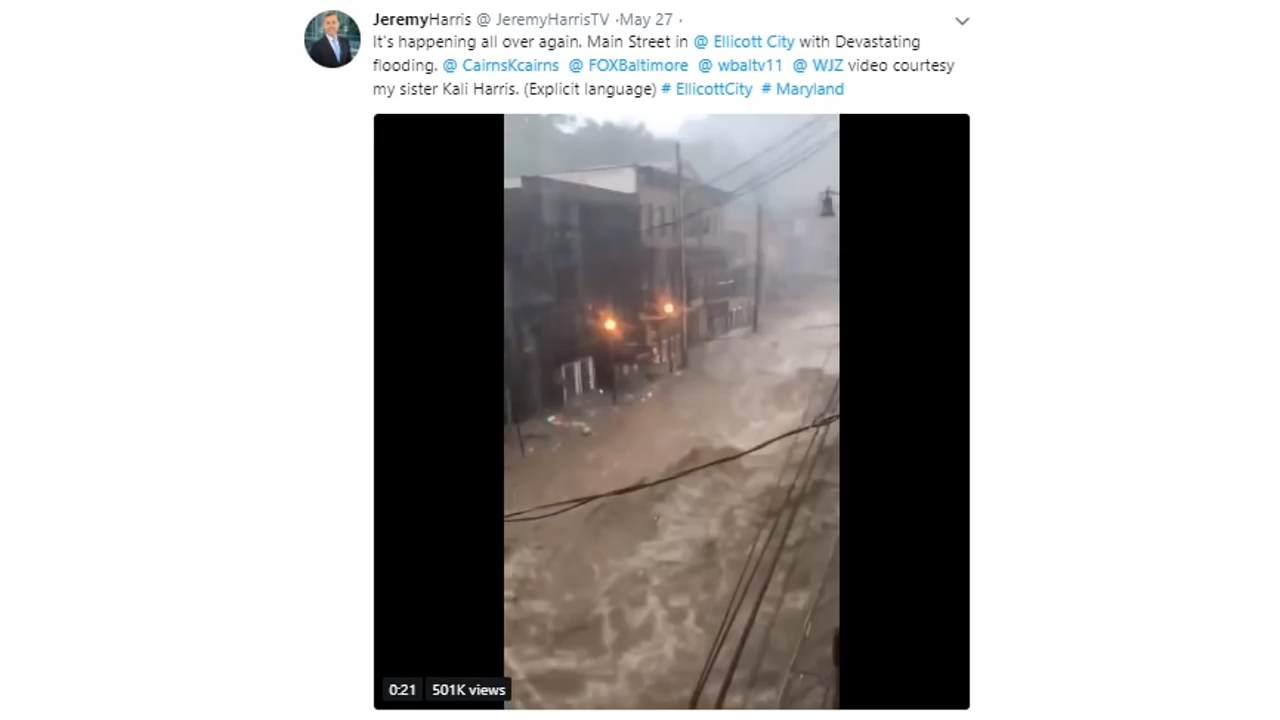 JeremyHarris @ JeremyHarrisTV ·May 27 ·
It's happening all over again. Main Street in @ Ellicott City with Devastating
flooding. @ CairnsKcairns @ FOXBaltimore @ wbaltv11 @ WJZ video courtesy
my sister Kali Harris. (Explicit language) # EllicottCity # Maryland
0:21 501K views